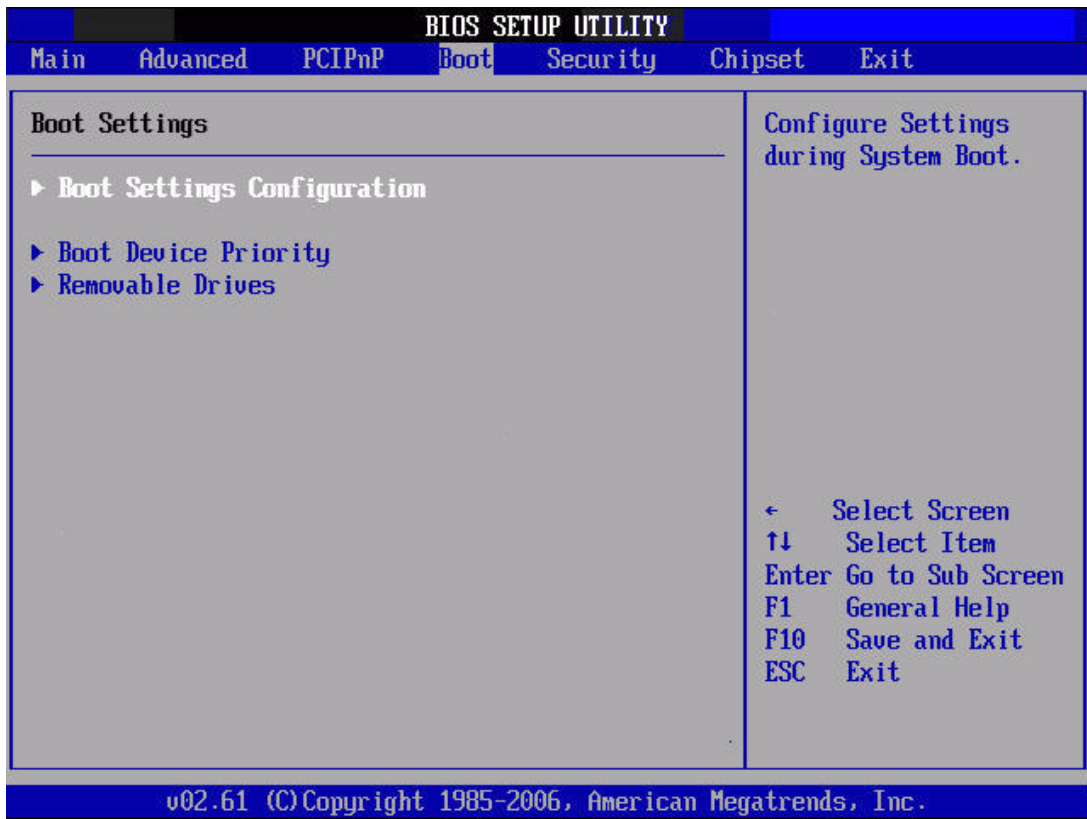 BIOS SETUP UTILITY
Main Advanced PCIPnP Boot Security Chipset Exit
Boot Settings
▶ Boot Settings Configuration
▶ Boot Device Priority
▶ Removable Drives
Configure Settings
during System Boot.
← Select Screen
↑↓ Select Item
Enter Go to Sub Screen
F1 General Help
F10 Save and Exit
ESC Exit
v02.61 (C)Copyright 1985-2006, American Megatrends, Inc.